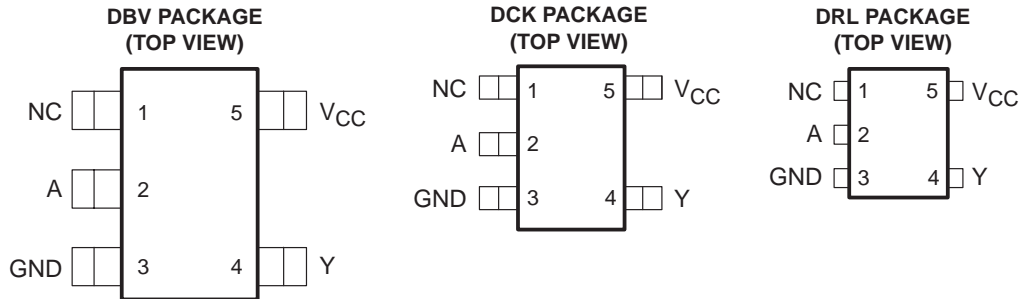 DBV PACKAGE
(TOP VIEW)
NC 1 5 VCC
A 2
GND 3 4 Y
DCK PACKAGE
(TOP VIEW)
NC 1 5 VCC
A 2
GND 3 4 Y
DRL PACKAGE
(TOP VIEW)
NC 1 5 VCC
A 2
GND 3 4 Y